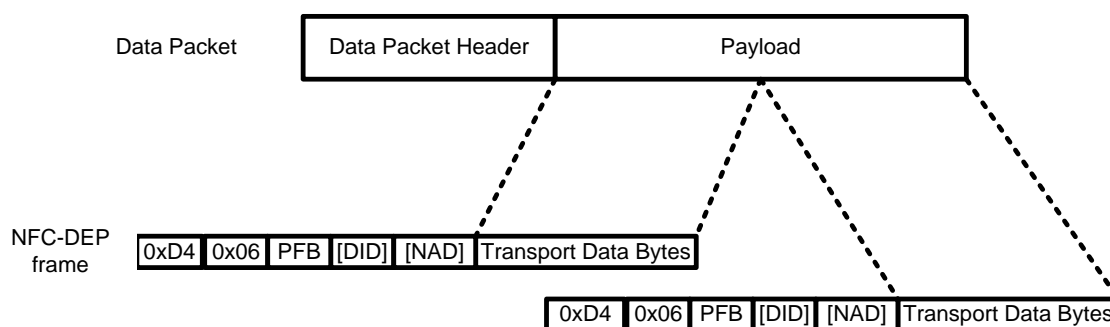 Data Packet Data Packet Header Payload
NFC-DEP
frame
0xD4 0x06 PFB [DID] [NAD] Transport Data Bytes
0xD4 0x06 PFB [DID] [NAD] Transport Data Bytes